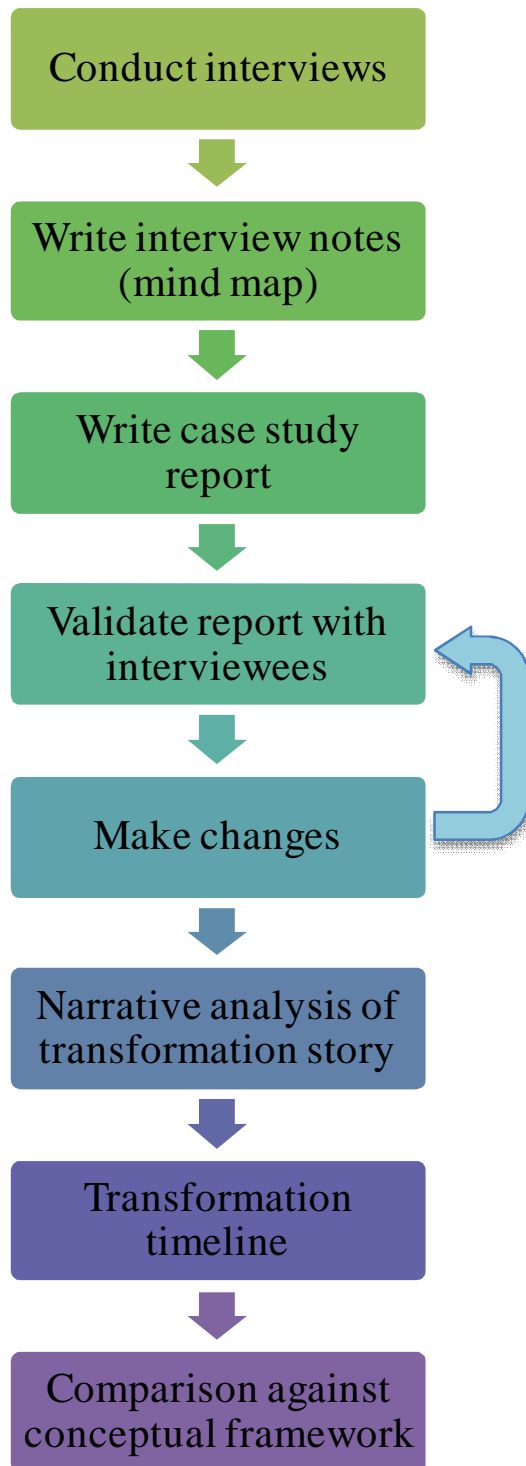 Conduct interviews
Write interview notes
(mind map)
Write case study
report
Validate report with
interviewees
Make changes
Narrative analysis of
transformation story
Transformation
timeline
Comparison against
conceptual framework